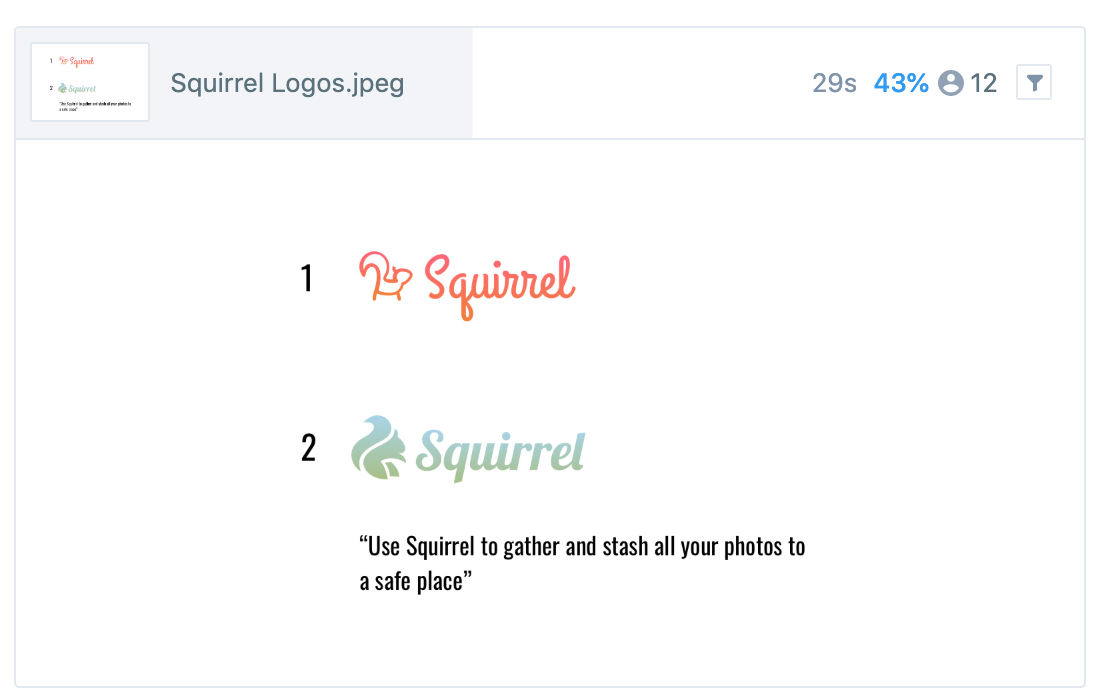 Squirrel Logos.jpeg
29s 43% 12
1 Squirrel
2 Squirrel
“Use Squirrel to gather and stash all your photos to
a safe place”